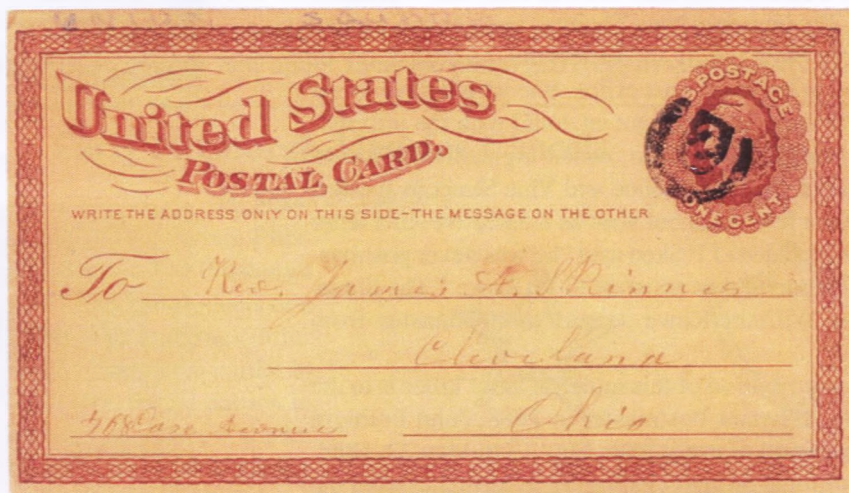 United States
POSTAL CARD.
U.S. POSTAGE
ONE CENT
WRITE THE ADDRESS ONLY ON THIS SIDE-THE MESSAGE ON THE OTHER
To Rev. James A. Skinner
Cleveland
Case Avenue Ohio